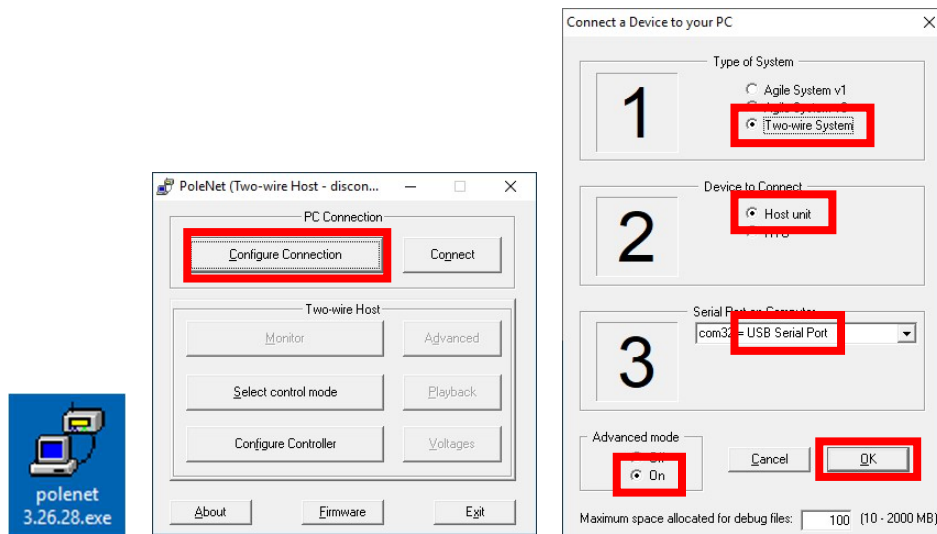 polenet
3.26.28.exe
PoleNet (Two-wire Host - discon...
PC Connection
Configure Connection
Connect
Two-wire Host
Monitor
Advanced
Select control mode
Playback
Configure Controller
Voltages
About
Firmware
Exit
Connect a Device to your PC
Type of System
1
Agile System v1
Two-wire System
Device to Connect
2
Host unit
Serial Port on Computer
3
com32 = USB Serial Port
Advanced mode
Off
On
Cancel
OK
Maximum space allocated for debug files: 100 (10 - 2000 MB)